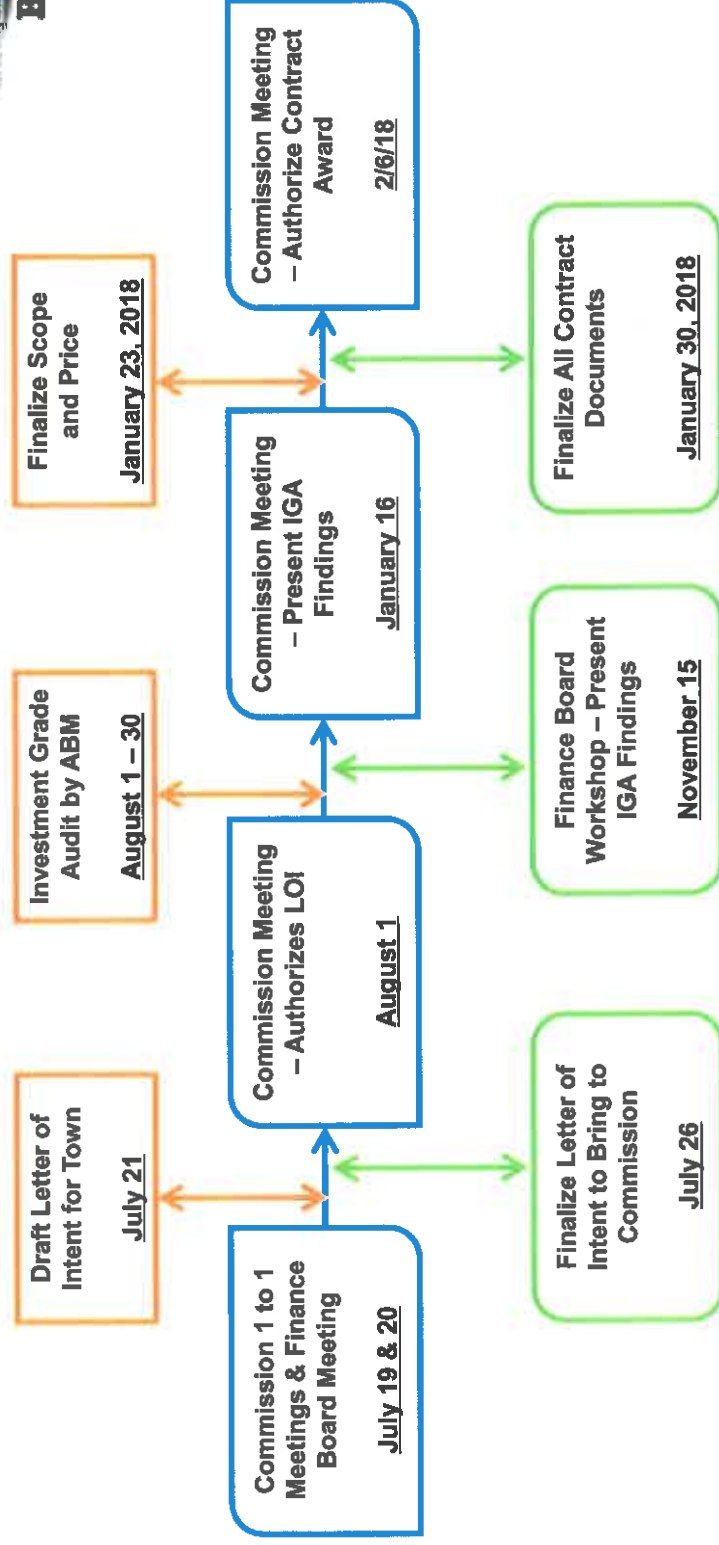 Draft Letter of
Intent for Town
July 21
Investment Grade
Audit by ABM
August 1 – 30
Finalize Scope
and Price
January 23, 2018
Commission 1 to 1
Meetings & Finance
Board Meeting
July 19 & 20
Commission Meeting
– Authorizes LOI
August 1
Commission Meeting
– Present IGA
Findings
January 16
Commission Meeting
– Authorize Contract
Award
2/6/18
Finalize Letter of
Intent to Bring to
Commission
July 26
Finance Board
Workshop – Present
IGA Findings
November 15
Finalize All Contract
Documents
January 30, 2018